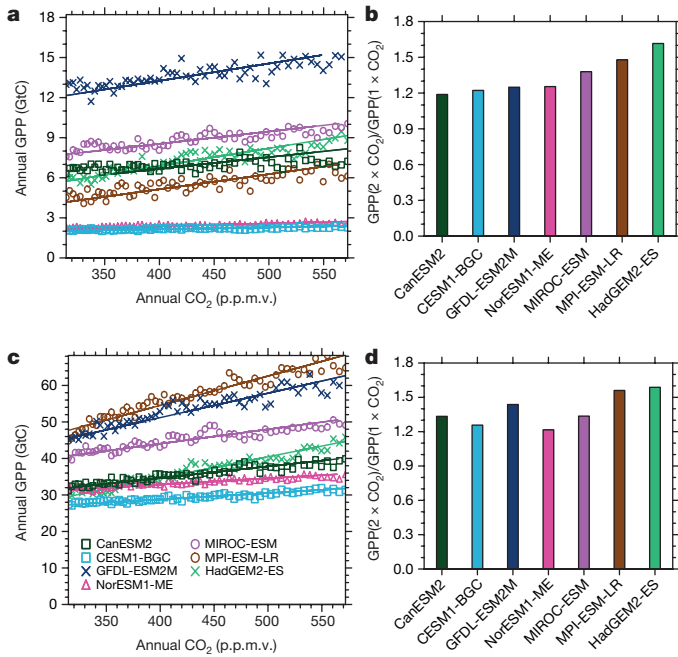 a
Annual GPP (GtC)
18
15
12
9
6
3
0
350 400 450 500 550
Annual CO2 (p.p.m.v.)
b
GPP(2 × CO2)/GPP(1 × CO2)
1.8
1.5
1.2
0.9
0.6
0.3
0.0
CanESM2
CESM1-BGC
GFDL-ESM2M
NorESM1-ME
MIROC-ESM
MPI-ESM-LR
HadGEM2-ES
c
Annual GPP (GtC)
60
50
40
30
20
10
0
CanESM2
CESM1-BGC
GFDL-ESM2M
NorESM1-ME
MIROC-ESM
MPI-ESM-LR
HadGEM2-ES
350 400 450 500 550
Annual CO2 (p.p.m.v.)
d
GPP(2 × CO2)/GPP(1 × CO2)
1.8
1.5
1.2
0.9
0.6
0.3
0.0
CanESM2
CESM1-BGC
GFDL-ESM2M
NorESM1-ME
MIROC-ESM
MPI-ESM-LR
HadGEM2-ES